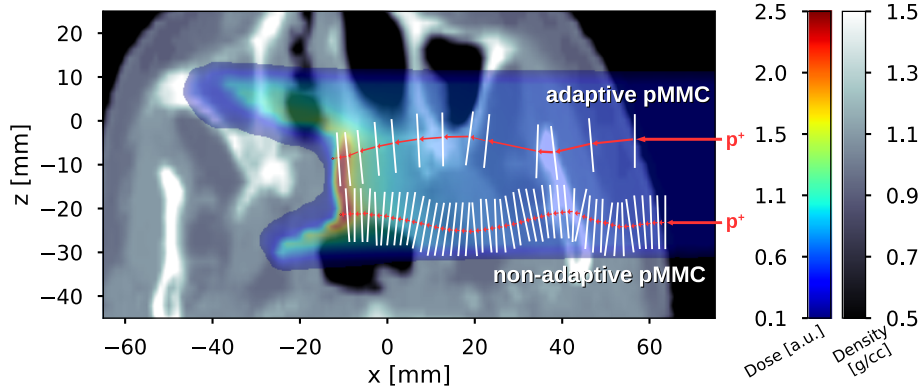 20
10
0
−10
−20
−30
−40
z [mm]
−60
−40
−20
0
20
40
60
x [mm]
adaptive pMMC
p+
p+
non-adaptive pMMC
2.5
2.0
1.5
1.1
0.6
0.1
Dose [a.u.]
1.5
1.3
1.1
0.9
0.7
0.5
Density
[g/cc]